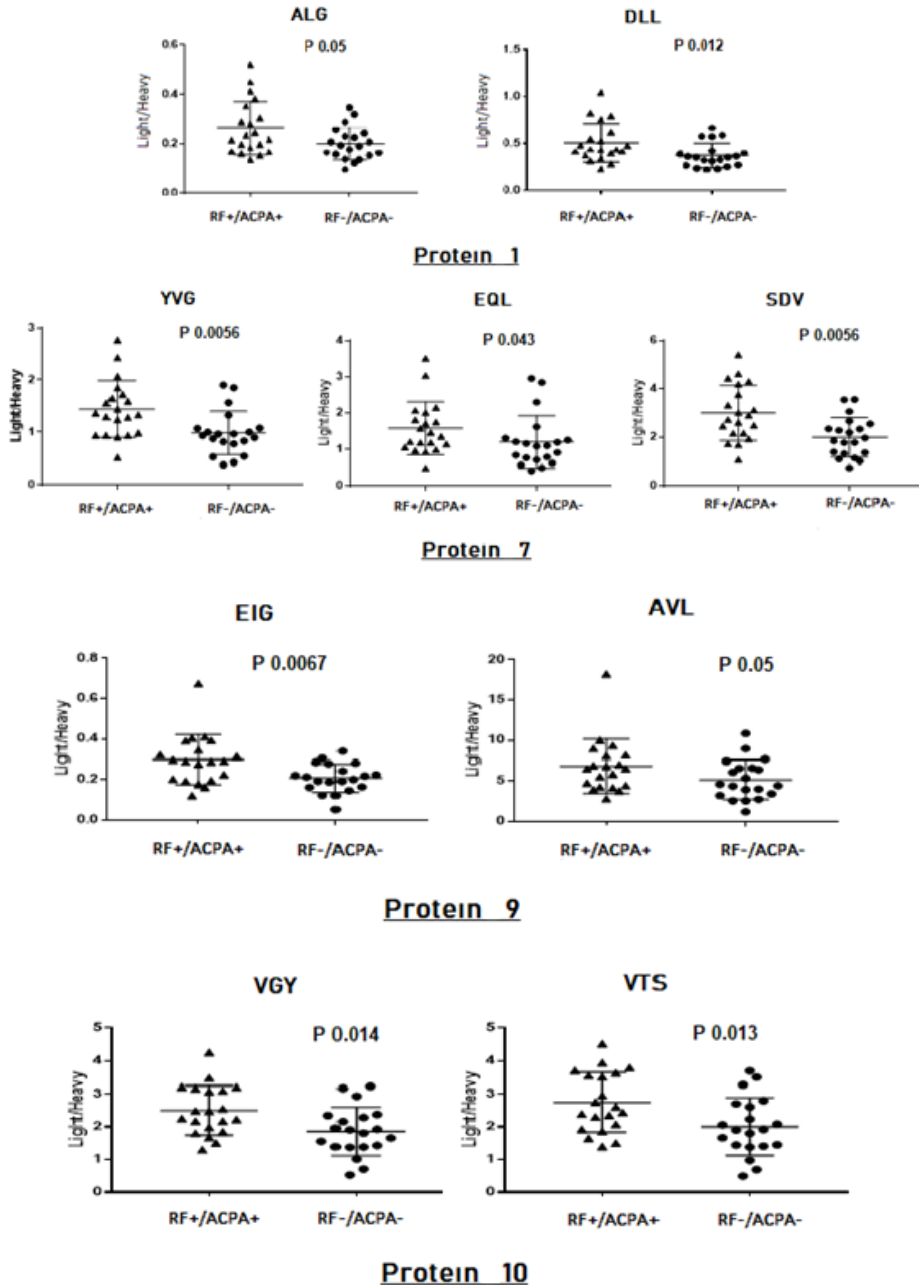 ALG
DLL
P 0.05
P 0.012
0.6
0.4
0.2
0.0
Light/Heavy
RF+/ACPA+
RF-/ACPA-
1.5
1.0
0.5
0.0
Light/Heavy
RF+/ACPA+
RF-/ACPA-
Protein 1
YVG
EQL
SDV
P 0.0056
P 0.043
P 0.0056
3
2
1
0
Light/Heavy
RF+/ACPA+
RF-/ACPA-
4
3
2
1
0
Light/Heavy
RF+/ACPA+
RF-/ACPA-
6
4
2
0
Light/Heavy
RF+/ACPA+
RF-/ACPA-
Protein 7
EIG
AVL
P 0.0067
P 0.05
0.8
0.6
0.4
0.2
0.0
Light/Heavy
RF+/ACPA+
RF-/ACPA-
20
15
10
5
0
Light/Heavy
RF+/ACPA+
RF-/ACPA-
Protein 9
VGY
VTS
P 0.014
P 0.013
5
4
3
2
1
0
Light/Heavy
RF+/ACPA+
RF-/ACPA-
5
4
3
2
1
0
Light/Heavy
RF+/ACPA+
RF-/ACPA-
Protein 10